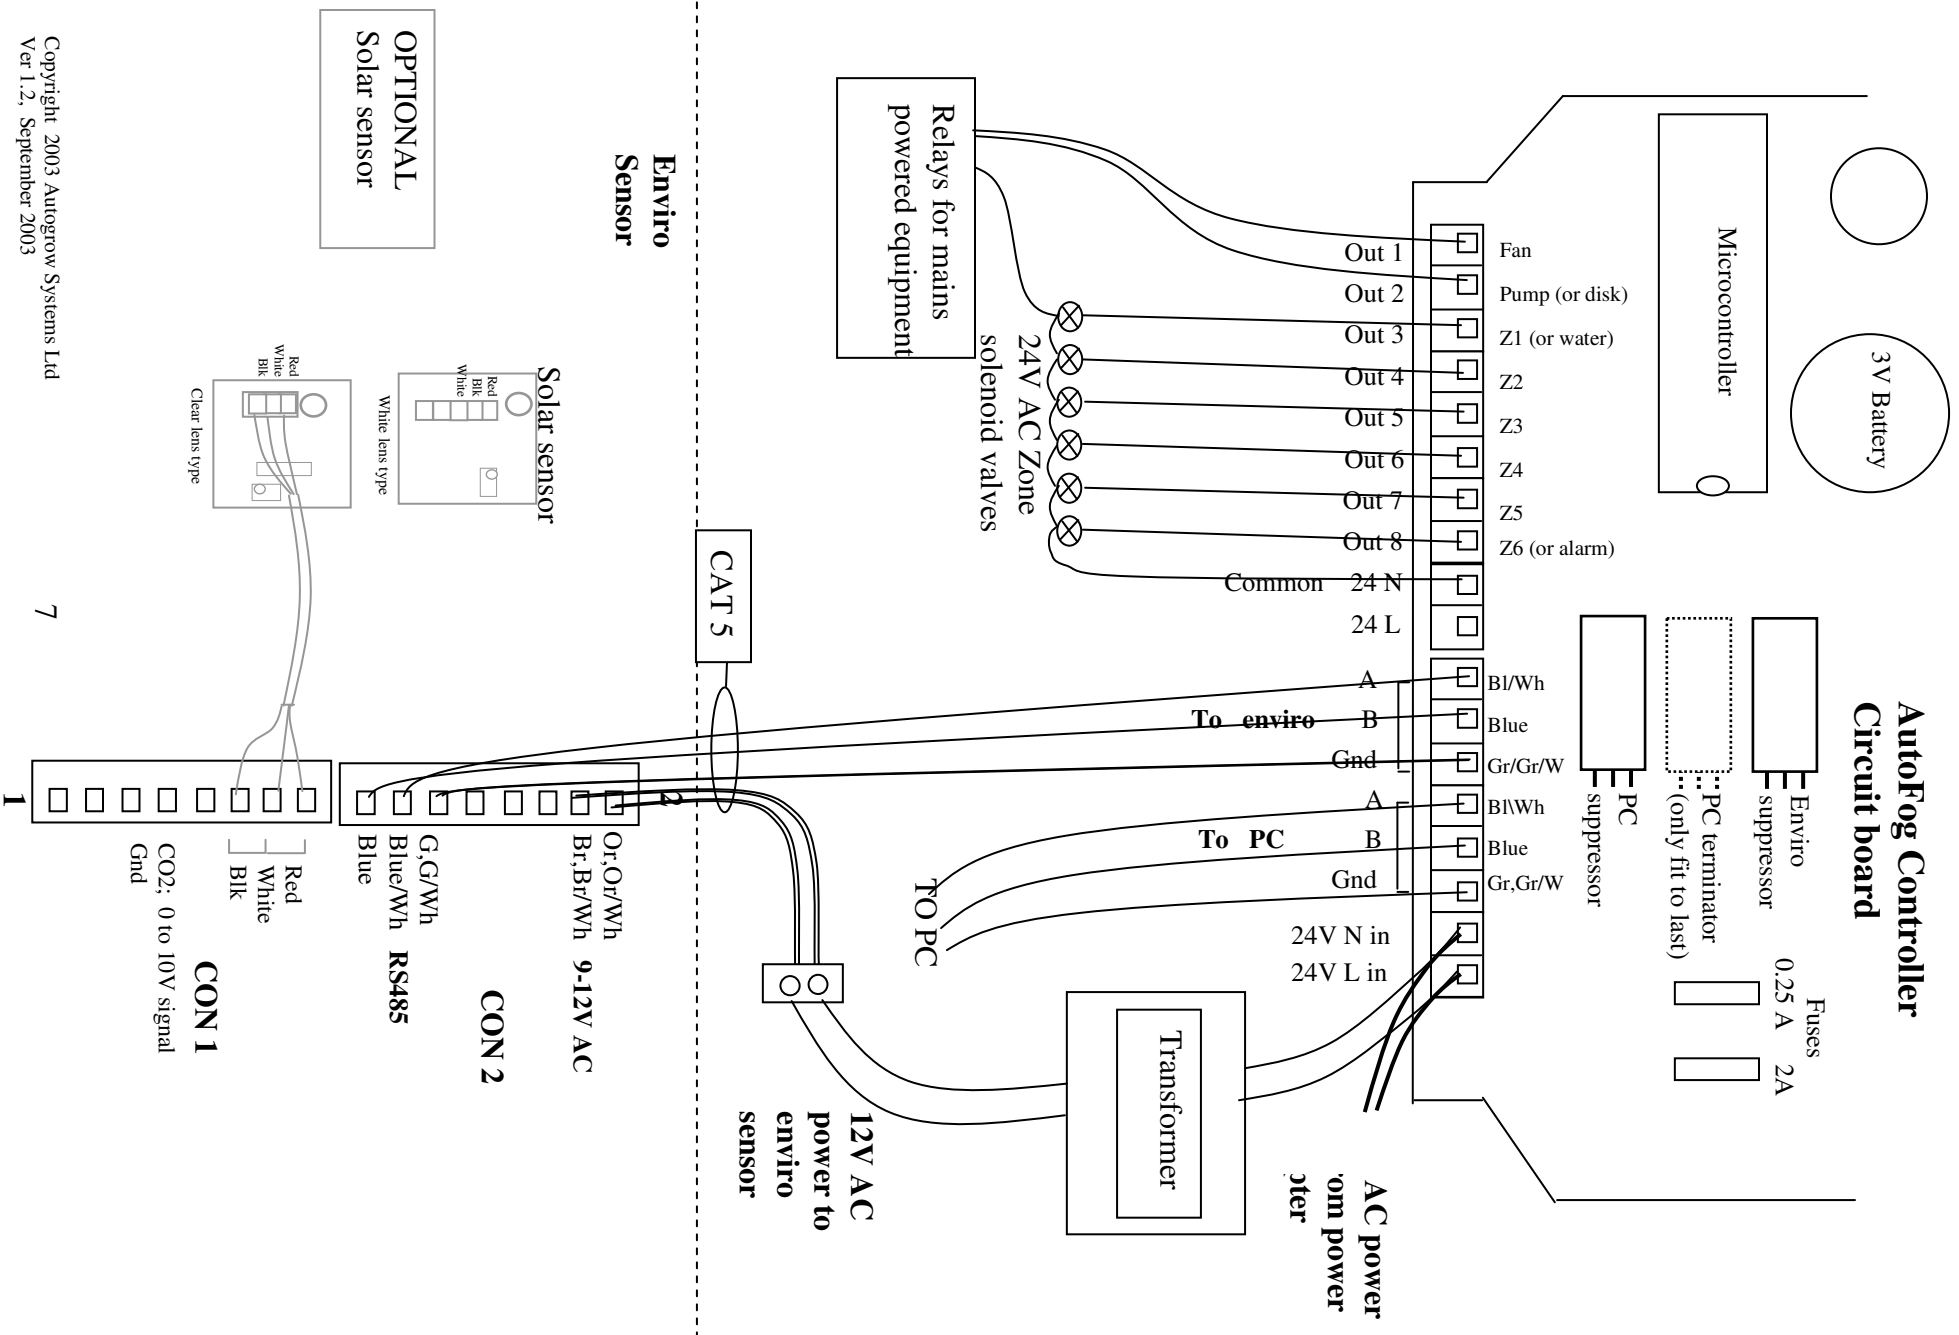 AutoFog Controller
Circuit board
3V Battery
Microcontroller
Enviro
suppressor
PC terminator
(only fit to last)
PC
suppressor
Fuses
0.25 A 2A
Fan
Pump (or disk)
Z1 (or water)
Z2
Z3
Z4
Z5
Z6 (or alarm)
Out 1
Out 2
Out 3
Out 4
Out 5
Out 6
Out 7
Out 8
Common 24 N
24 L
Bl/Wh
Blue
Gr/Gr/W
Bl\Wh
Blue
Gr,Gr/W
A
To enviro B
Gnd
A
To PC B
Gnd
24V N in
24V L in
Relays for mains
powered equipment
24V AC Zone
solenoid valves
TO PC
Transformer
AC power
power
12V AC
power to
enviro
sensor
CAT 5
Enviro
Sensor
OPTIONAL
Solar sensor
Solar sensor
Red
Blk
White
White lens type
Red
White
Blk
Clear lens type
2
Or,Or/Wh
Br,Br/Wh 9-12V AC
G,G/Wh
Blue/Wh RS485
Blue
CON 2
1
Red
White
Blk
CO2; 0 to 10V signal
Gnd
CON 1
Copyright 2003 Autogrow Systems Ltd
Ver 1.2, September 2003
7